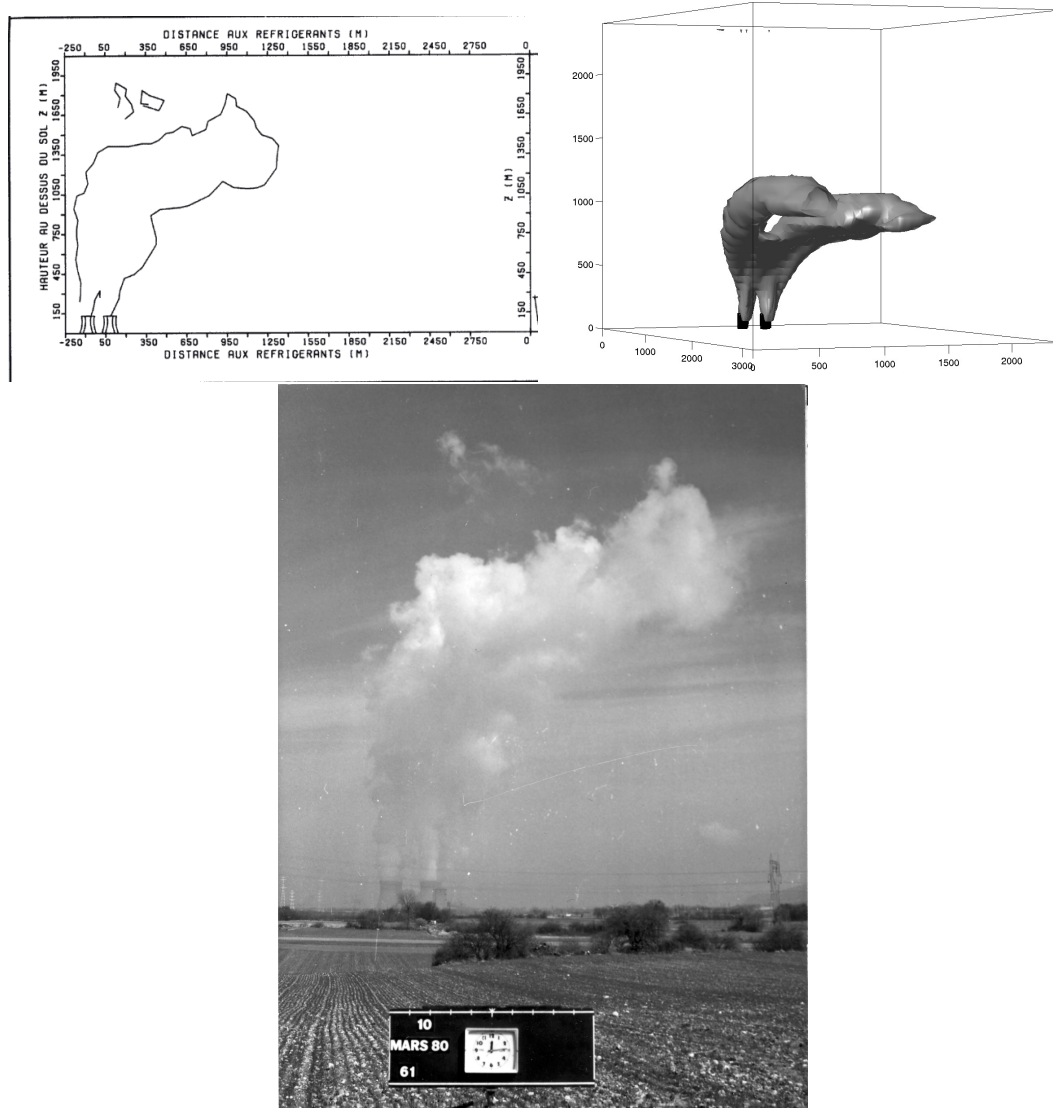 DISTANCE AUX REFRIGERANTS (M)
-250 50 350 650 950 1250 1550 1850 2150 2450 2750 0
HAUTEUR AU DESSUS DU SOL Z (M)
1950
1650
1350
1050
750
450
150
Z (M)
1950
1650
1350
1050
750
450
150
-250 50 350 650 950 1250 1550 1850 2150 2450 2750 0
DISTANCE AUX REFRIGERANTS (M)
2000
1500
1000
500
0
0 1000 2000 3000
0 500 1000 1500 2000
10
MARS 80
61